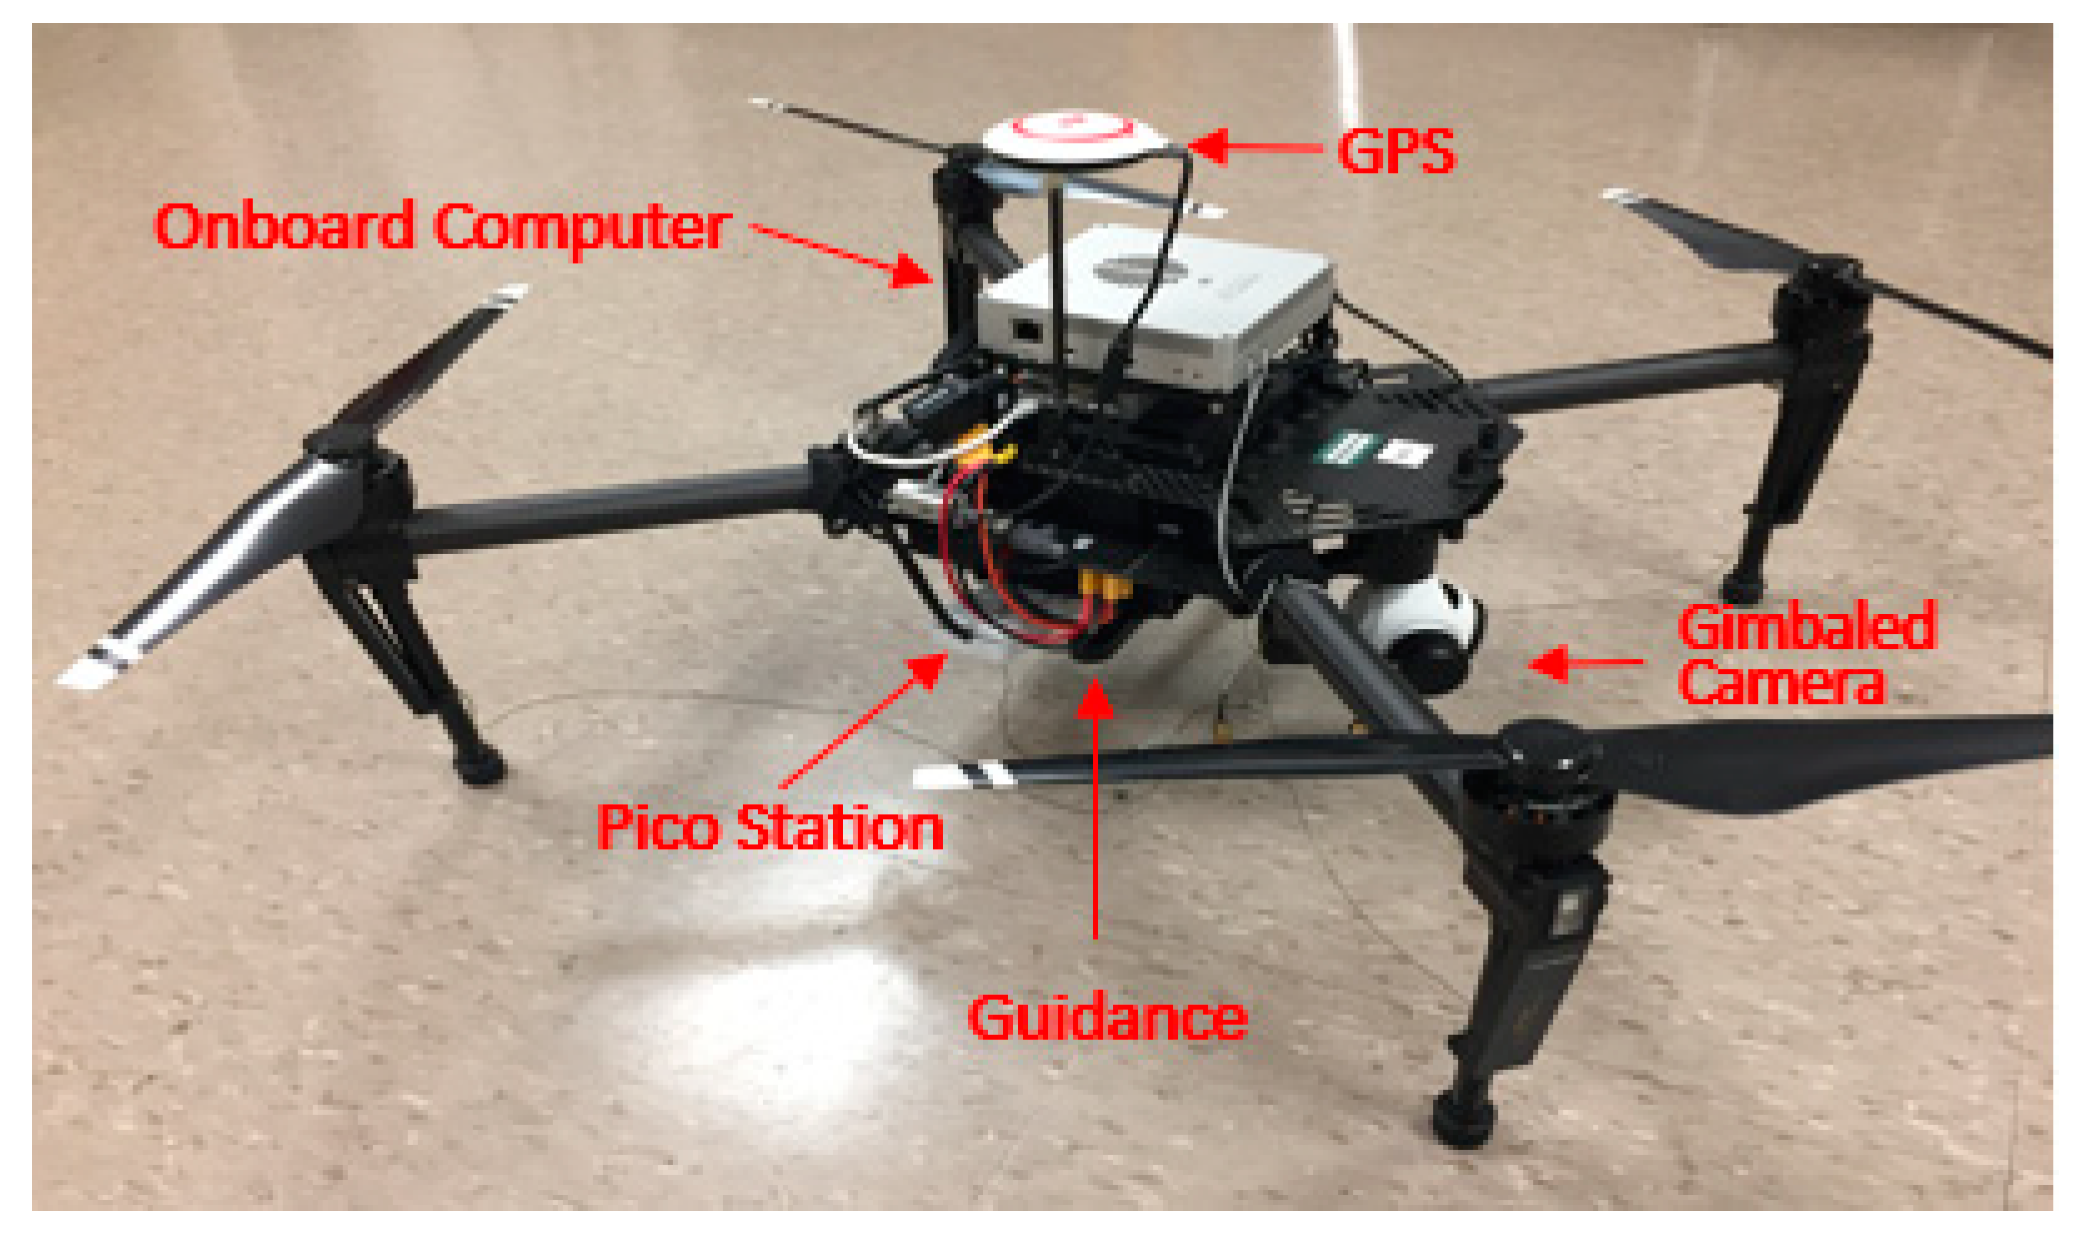 GPS
Onboard Computer
Gimbaled
Camera
Pico Station
Guidance